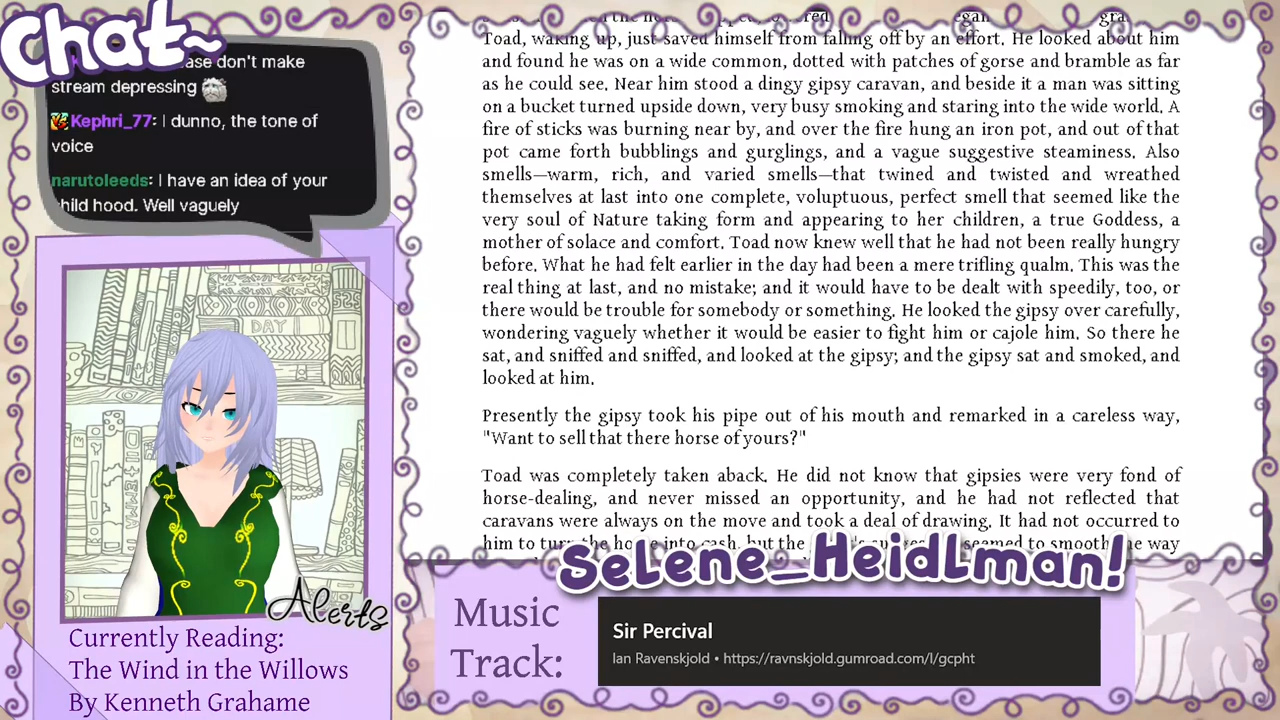 Chat~
ase don't make
stream depressing
Kephri_77: I dunno, the tone of
voice
narutoleeds: I have an idea of your
hild hood. Well vaguely
DAY
Alerts
Currently Reading:
The Wind in the Willows
By Kenneth Grahame
Toad, waking up, just saved himself from falling off by an effort. He looked about him
and found he was on a wide common, dotted with patches of gorse and bramble as far
as he could see. Near him stood a dingy gipsy caravan, and beside it a man was sitting
on a bucket turned upside down, very busy smoking and staring into the wide world. A
fire of sticks was burning near by, and over the fire hung an iron pot, and out of that
pot came forth bubblings and gurglings, and a vague suggestive steaminess. Also
smells—warm, rich, and varied smells—that twined and twisted and wreathed
themselves at last into one complete, voluptuous, perfect smell that seemed like the
very soul of Nature taking form and appearing to her children, a true Goddess, a
mother of solace and comfort. Toad now knew well that he had not been really hungry
before. What he had felt earlier in the day had been a mere trifling qualm. This was the
real thing at last, and no mistake; and it would have to be dealt with speedily, too, or
there would be trouble for somebody or something. He looked the gipsy over carefully,
wondering vaguely whether it would be easier to fight him or cajole him. So there he
sat, and sniffed and sniffed, and looked at the gipsy; and the gipsy sat and smoked, and
looked at him.
Presently the gipsy took his pipe out of his mouth and remarked in a careless way,
"Want to sell that there horse of yours?"
Toad was completely taken aback. He did not know that gipsies were very fond of
horse-dealing, and never missed an opportunity, and he had not reflected that
caravans were always on the move and took a deal of drawing. It had not occurred to
him to turn the horse into cash, but the seemed to smooth way
Selene_Heidlman!
Music
Track:
Sir Percival
Ian Ravenskjold • https://ravnskjold.gumroad.com/l/gcpht